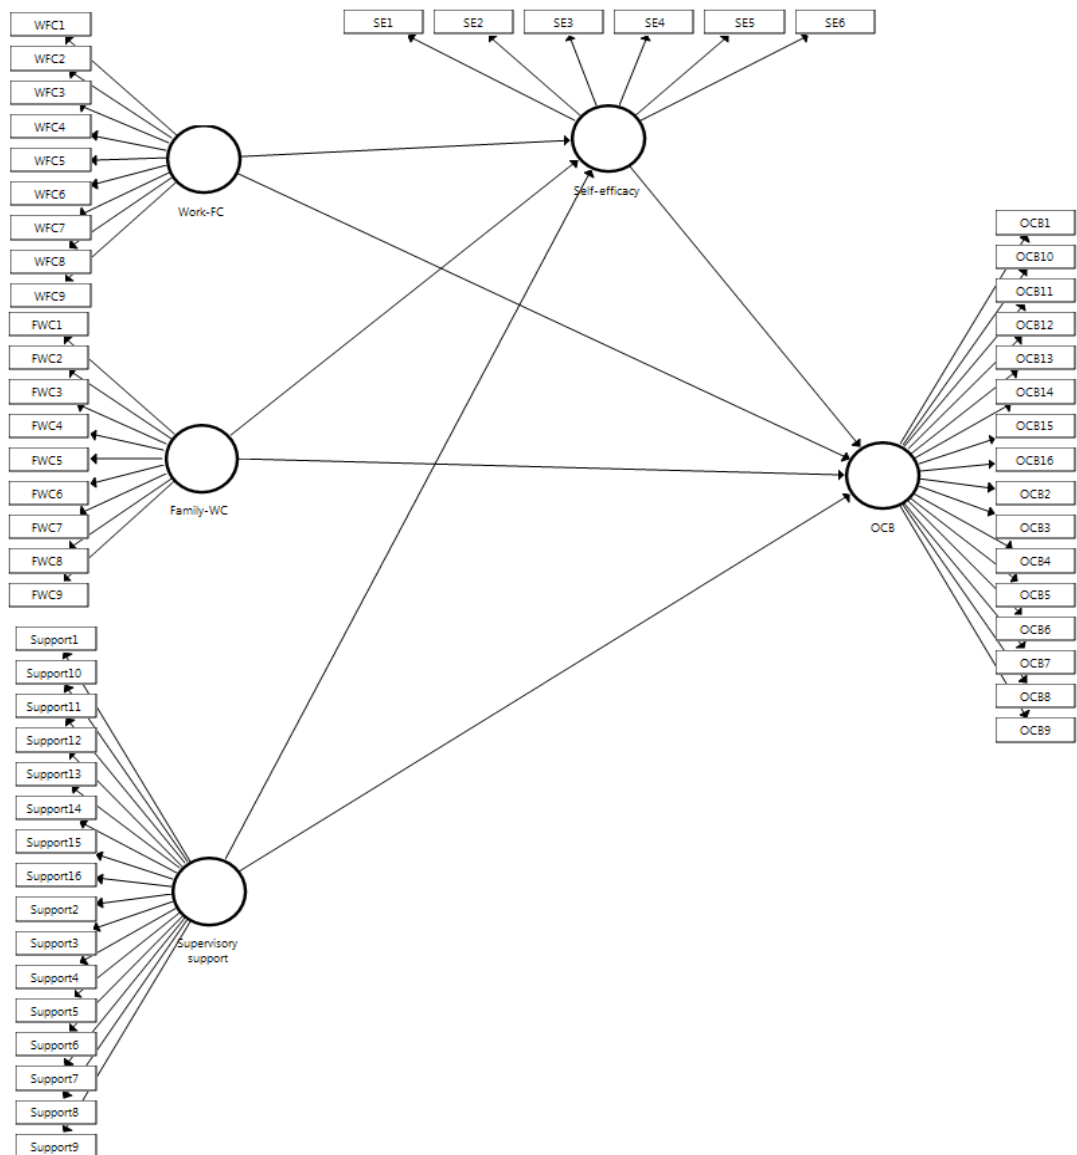 WFC1
WFC2
WFC3
WFC4
WFC5
WFC6
WFC7
WFC8
WFC9
Work-FC
SE1
SE2
SE3
SE4
SE5
SE6
Self-efficacy
FWC1
FWC2
FWC3
FWC4
FWC5
FWC6
FWC7
FWC8
FWC9
Family-WC
OCB1
OCB10
OCB11
OCB12
OCB13
OCB14
OCB15
OCB16
OCB2
OCB3
OCB4
OCB5
OCB6
OCB7
OCB8
OCB9
OCB
Support1
Support10
Support11
Support12
Support13
Support14
Support15
Support16
Support2
Support3
Support4
Support5
Support6
Support7
Support8
Support9
Supervisory
support